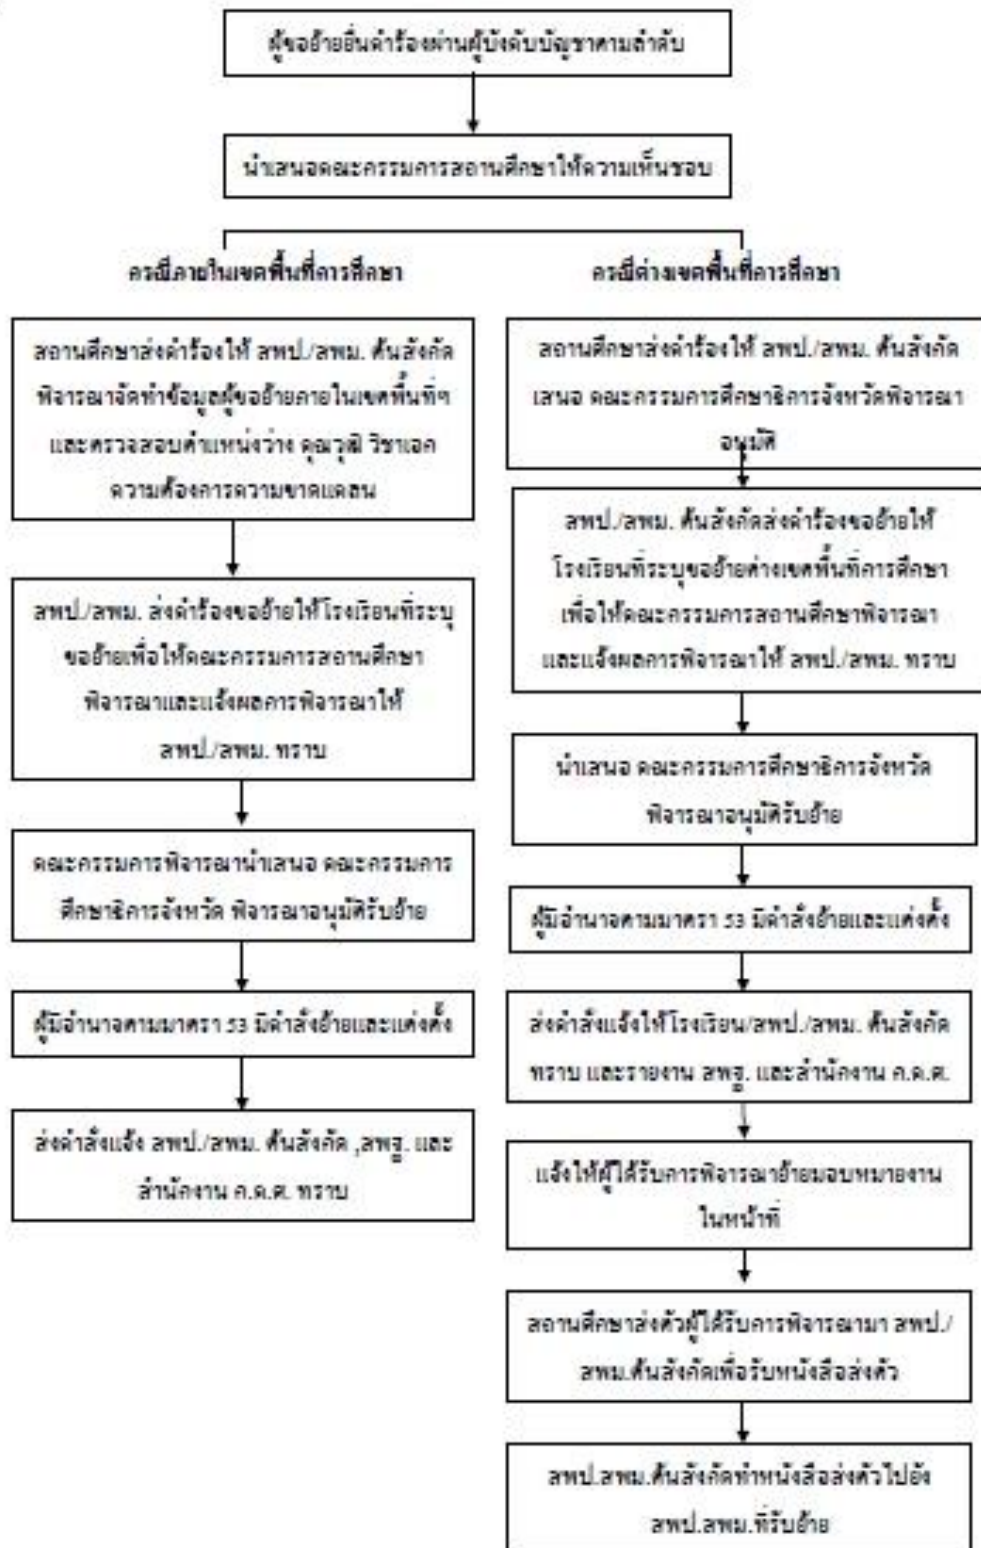 ผู้ขอย้ายยื่นคำร้องผ่านผู้บังคับบัญชาตามลำดับ
นำเสนอคณะกรรมการสถานศึกษาให้ความเห็นชอบ
กรณีภายในเขตพื้นที่การศึกษา
สถานศึกษาส่งคำร้องให้ สพป./สพม. ต้นสังกัด
พิจารณาจัดทำข้อมูลผู้ขอย้ายภายในเขตพื้นที่ฯ
และตรวจสอบตำแหน่งว่าง คุณวุฒิ วิชาเอก
ความต้องการความขาดแคลน
สพป./สพม. ส่งคำร้องขอย้ายให้โรงเรียนที่ระบุ
ขอย้ายเพื่อให้คณะกรรมการสถานศึกษา
พิจารณาและแจ้งผลการพิจารณาให้
สพป./สพม. ทราบ
คณะกรรมการพิจารณานำเสนอ คณะกรรมการ
ศึกษาธิการจังหวัด พิจารณาอนุมัติรับย้าย
ผู้มีอำนาจตามมาตรา 53 มีคำสั่งย้ายและแต่งตั้ง
ส่งคำสั่งแจ้ง สพป./สพม. ต้นสังกัด ,สพฐ. และ
สำนักงาน ก.ค.ศ. ทราบ
กรณีต่างเขตพื้นที่การศึกษา
สถานศึกษาส่งคำร้องให้ สพป./สพม. ต้นสังกัด
เสนอ คณะกรรมการศึกษาธิการจังหวัดพิจารณา
อนุมัติ
สพป./สพม. ต้นสังกัดส่งคำร้องขอย้ายให้
โรงเรียนที่ระบุขอย้ายต่างเขตพื้นที่การศึกษา
เพื่อให้คณะกรรมการสถานศึกษาพิจารณา
และแจ้งผลการพิจารณาให้ สพป./สพม. ทราบ
นำเสนอ คณะกรรมการศึกษาธิการจังหวัด
พิจารณาอนุมัติรับย้าย
ผู้มีอำนาจตามมาตรา 53 มีคำสั่งย้ายและแต่งตั้ง
ส่งคำสั่งแจ้งให้โรงเรียน/สพป./สพม. ต้นสังกัด
ทราบ และรายงาน สพฐ. และสำนักงาน ก.ค.ศ.
แจ้งให้ผู้ได้รับการพิจารณาย้ายมอบหมายงาน
ในหน้าที่
สถานศึกษาส่งตัวผู้ได้รับการพิจารณามา สพป./
สพม.ต้นสังกัดเพื่อรับหนังสือส่งตัว
สพป.สพม.ต้นสังกัดทำหนังสือส่งตัวไปยัง
สพป.สพม.ที่รับย้าย